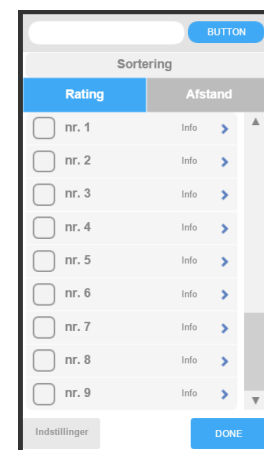 BUTTON
Sortering
Rating Afstand
nr. 1 Info
nr. 2 Info
nr. 3 Info
nr. 4 Info
nr. 5 Info
nr. 6 Info
nr. 7 Info
nr. 8 Info
nr. 9 Info
Indstillinger DONE